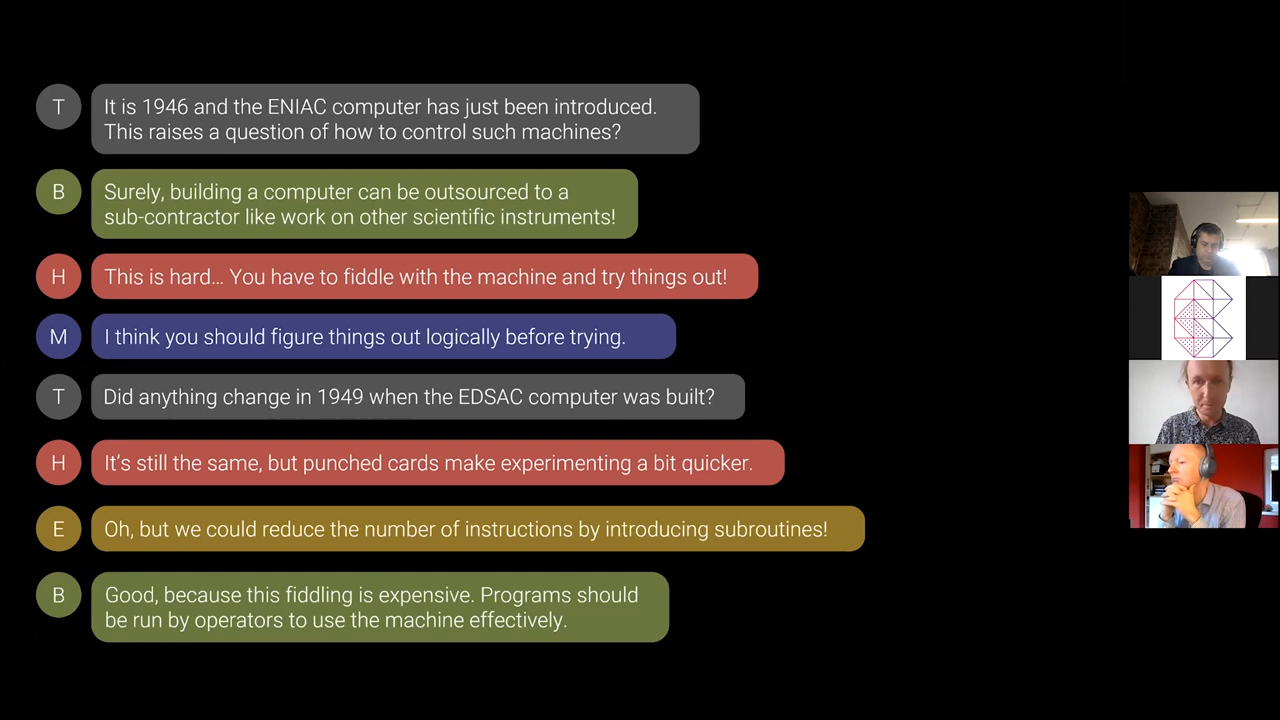 T
It is 1946 and the ENIAC computer has just been introduced.
This raises a question of how to control such machines?
B
Surely, building a computer can be outsourced to a
sub-contractor like work on other scientific instruments!
H
This is hard... You have to fiddle with the machine and try things out!
M
I think you should figure things out logically before trying.
T
Did anything change in 1949 when the EDSAC computer was built?
H
It's still the same, but punched cards make experimenting a bit quicker.
E
Oh, but we could reduce the number of instructions by introducing subroutines!
B
Good, because this fiddling is expensive. Programs should
be run by operators to use the machine effectively.